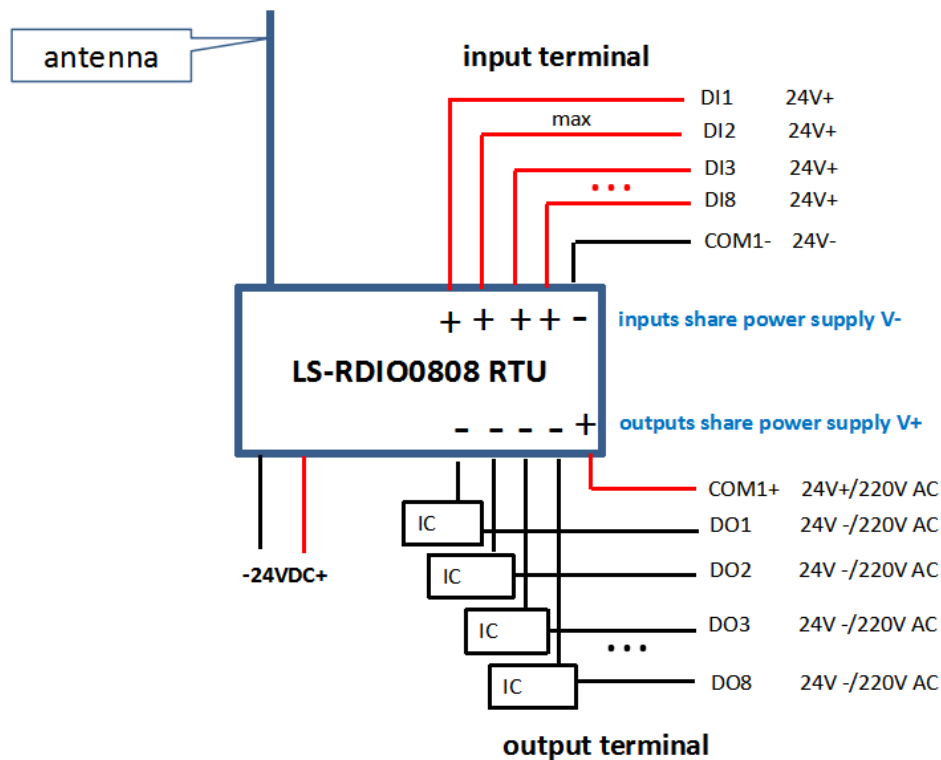 antenna
input terminal
DI1 24V+
max
DI2 24V+
DI3 24V+
...
DI8 24V+
COM1- 24V-
+ + + + -
inputs share power supply V-
LS-RDIO0808 RTU
- - - - +
outputs share power supply V+
COM1+ 24V+/220V AC
IC
DO1 24V -/220V AC
-24VDC+
IC
DO2 24V -/220V AC
IC
DO3 24V -/220V AC
...
IC
DO8 24V -/220V AC
output terminal